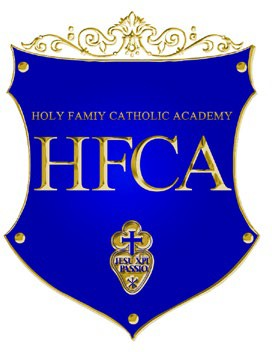 HOLY FAMIY CATHOLIC ACADEMY
HFCA
JESU XPI
PASSIO